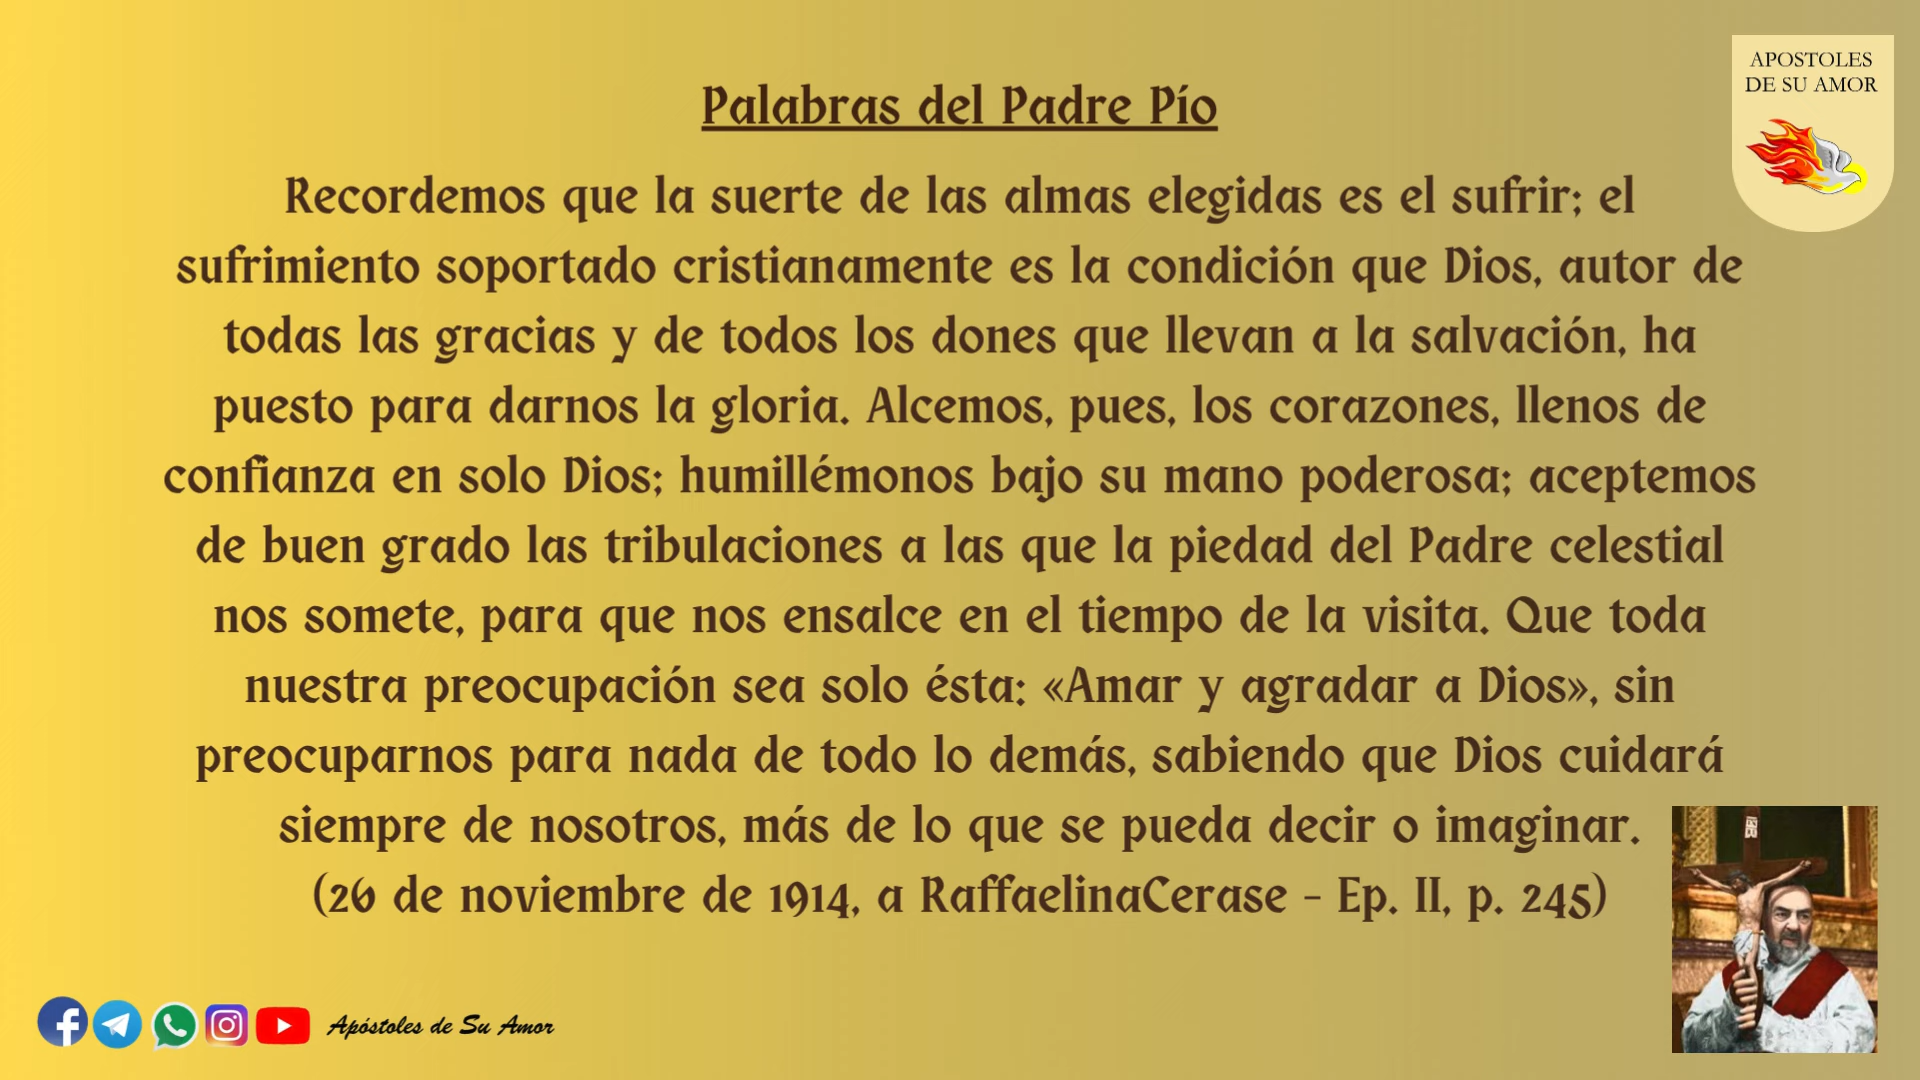 APOSTOLES
DE SU AMOR
Palabras del Padre Pío
Recordemos que la suerte de las almas elegidas es el sufrir; el
sufrimiento soportado cristianamente es la condición que Dios, autor de
todas las gracias y de todos los dones que llevan a la salvación, ha
puesto para darnos la gloria. Alcemos, pues, los corazones, llenos de
confianza en solo Dios; humillémonos bajo su mano poderosa; aceptemos
de buen grado las tribulaciones a las que la piedad del Padre celestial
nos somete, para que nos ensalce en el tiempo de la visita. Que toda
nuestra preocupación sea solo ésta: «Amar y agradar a Dios», sin
preocuparnos para nada de todo lo demás, sabiendo que Dios cuidará
siempre de nosotros, más de lo que se pueda decir o imaginar.
(26 de noviembre de 1914, a RaffaelinaCerase - Ep. II, p. 245)
Apóstoles de Su Amor